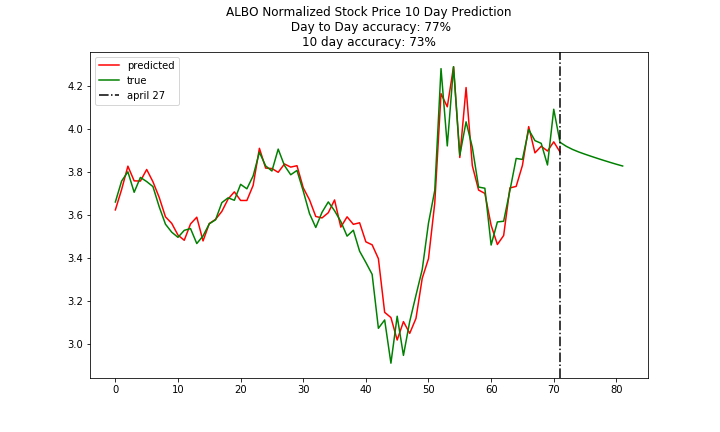 ALBO Normalized Stock Price 10 Day Prediction
Day to Day accuracy: 77%
10 day accuracy: 73%
predicted
true
april 27
4.2
4.0
3.8
3.6
3.4
3.2
3.0
0 10 20 30 40 50 60 70 80